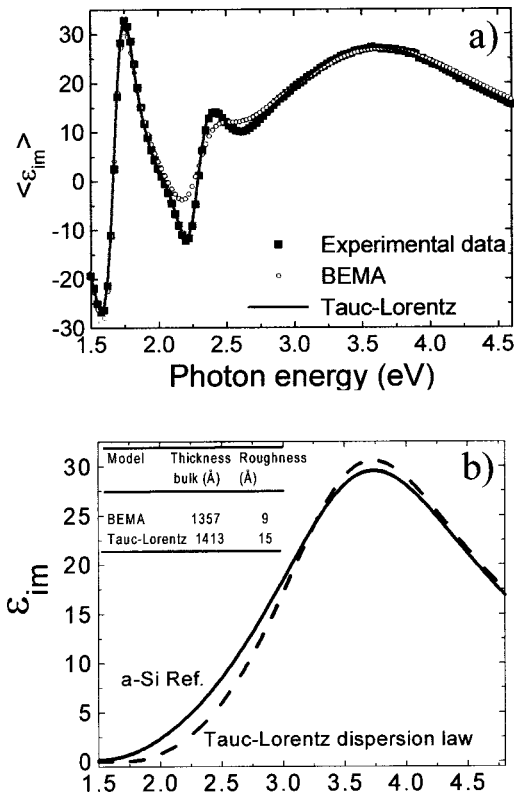 a)
30
20
10
0
-10
-20
-30
<ε_im>
Experimental data
BEMA
Tauc-Lorentz
1.5 2.0 2.5 3.0 3.5 4.0 4.5
Photon energy (eV)
b)
Model Thickness Roughness
bulk (Å) (Å)
BEMA 1357 9
Tauc-Lorentz 1413 15
30
25
20
15
10
5
0
ε_im
a-Si Ref.
Tauc-Lorentz dispersion law
1.5 2.0 2.5 3.0 3.5 4.0 4.5